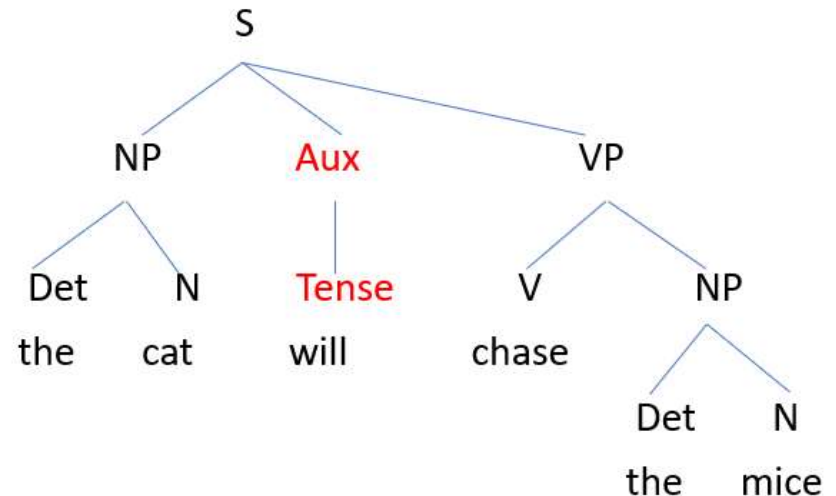 S
NP Aux VP
Det N Tense V NP
the cat will chase
Det N
the mice